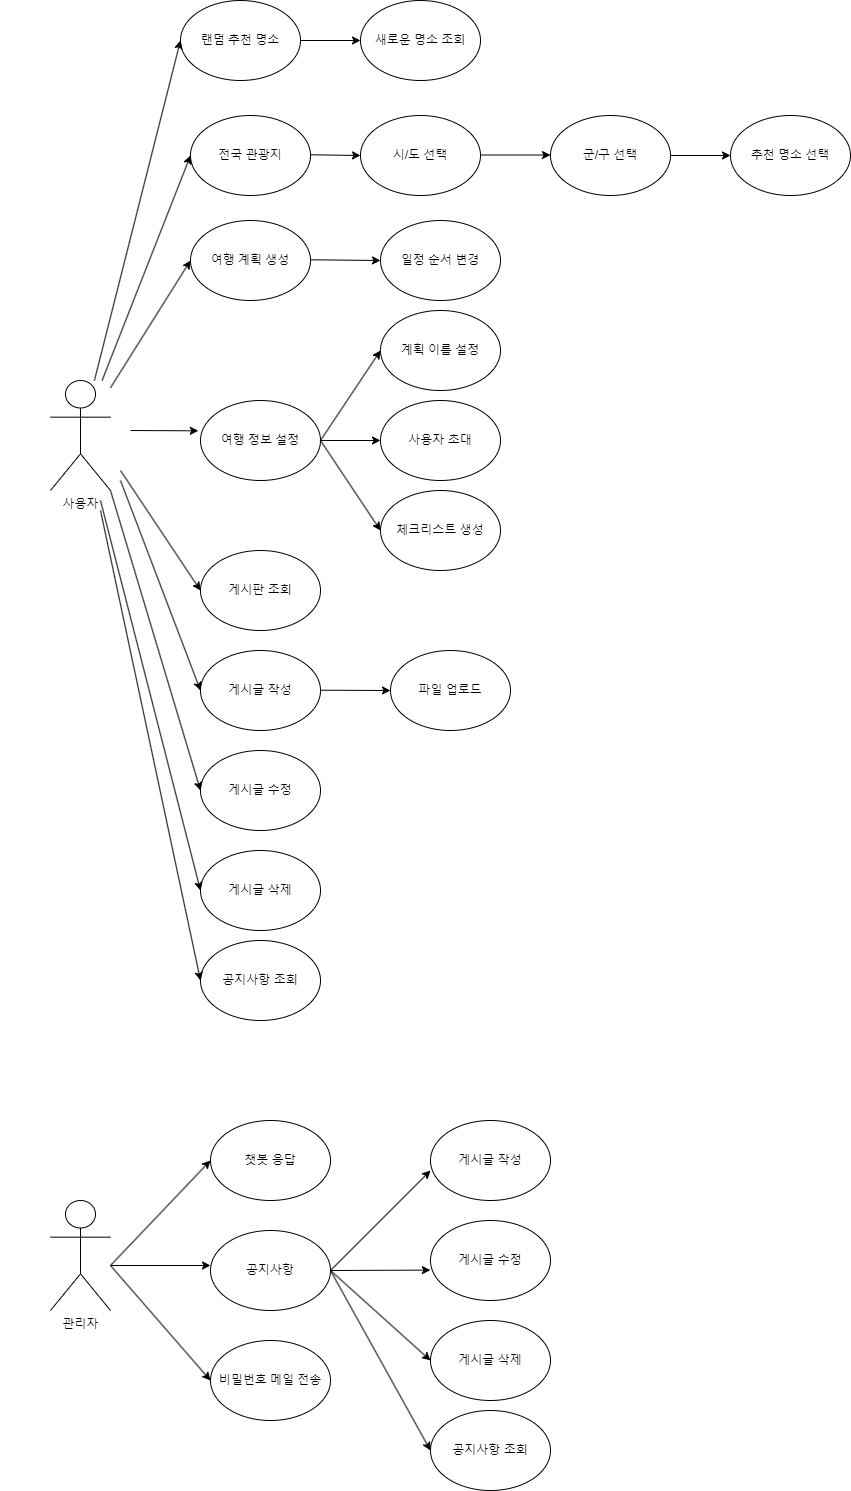 랜덤 추천 명소
새로운 명소 조회
전국 관광지
시/도 선택
군/구 선택
추천 명소 선택
여행 계획 생성
일정 순서 변경
계획 이름 설정
여행 정보 설정
사용자 초대
체크리스트 생성
사용자
게시판 조회
게시글 작성
파일 업로드
게시글 수정
게시글 삭제
공지사항 조회
챗봇 응답
게시글 작성
공지사항
게시글 수정
관리자
비밀번호 메일 전송
게시글 삭제
공지사항 조회